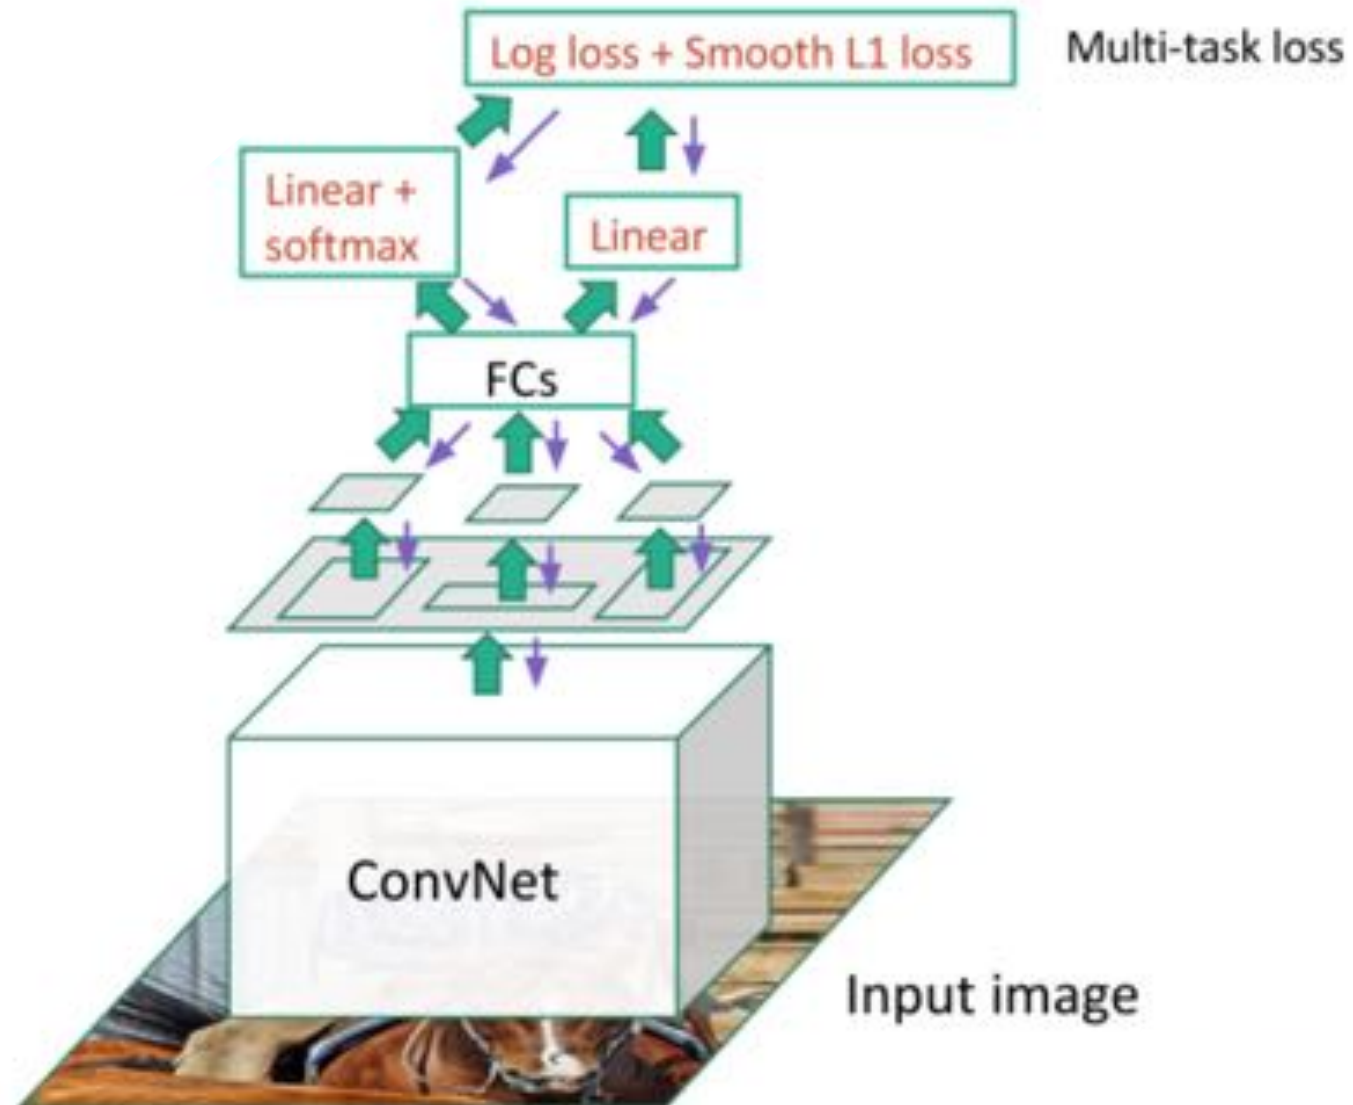 Log loss + Smooth L1 loss
Multi-task loss
Linear +
softmax
Linear
FCs
ConvNet
Input image